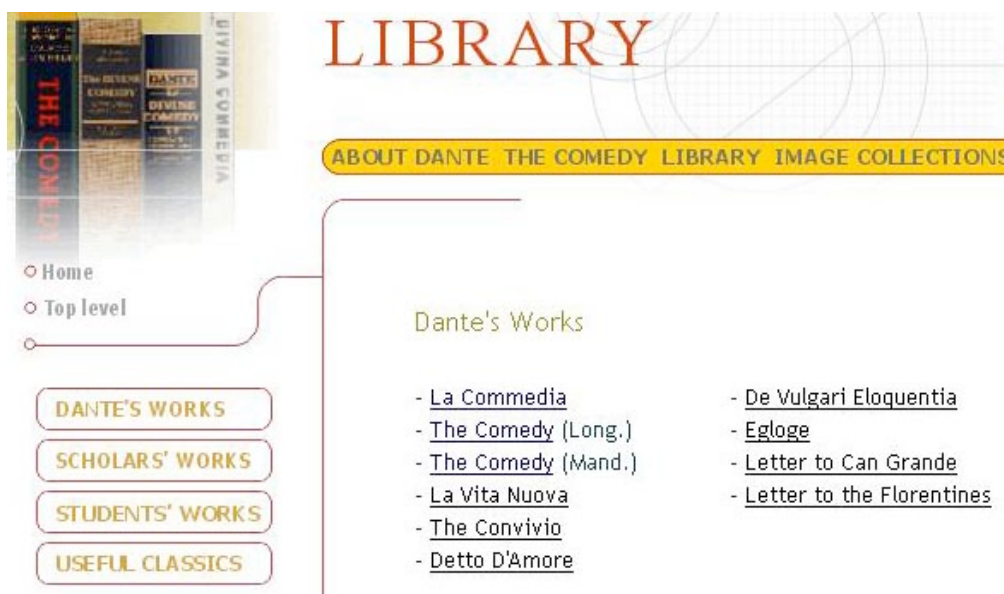 LIBRARY
THE COMEDY
The DIVINE
COMEDY
DANTE
DIVINE
COMEDY
DIVINA COMMEDIA
ABOUT DANTE THE COMEDY LIBRARY IMAGE COLLECTIONS
Home
Top level
DANTE'S WORKS
SCHOLARS' WORKS
STUDENTS' WORKS
USEFUL CLASSICS
Dante's Works
- La Commedia
- The Comedy (Long.)
- The Comedy (Mand.)
- La Vita Nuova
- The Convivio
- Detto D'Amore
- De Vulgari Eloquentia
- Egloge
- Letter to Can Grande
- Letter to the Florentines